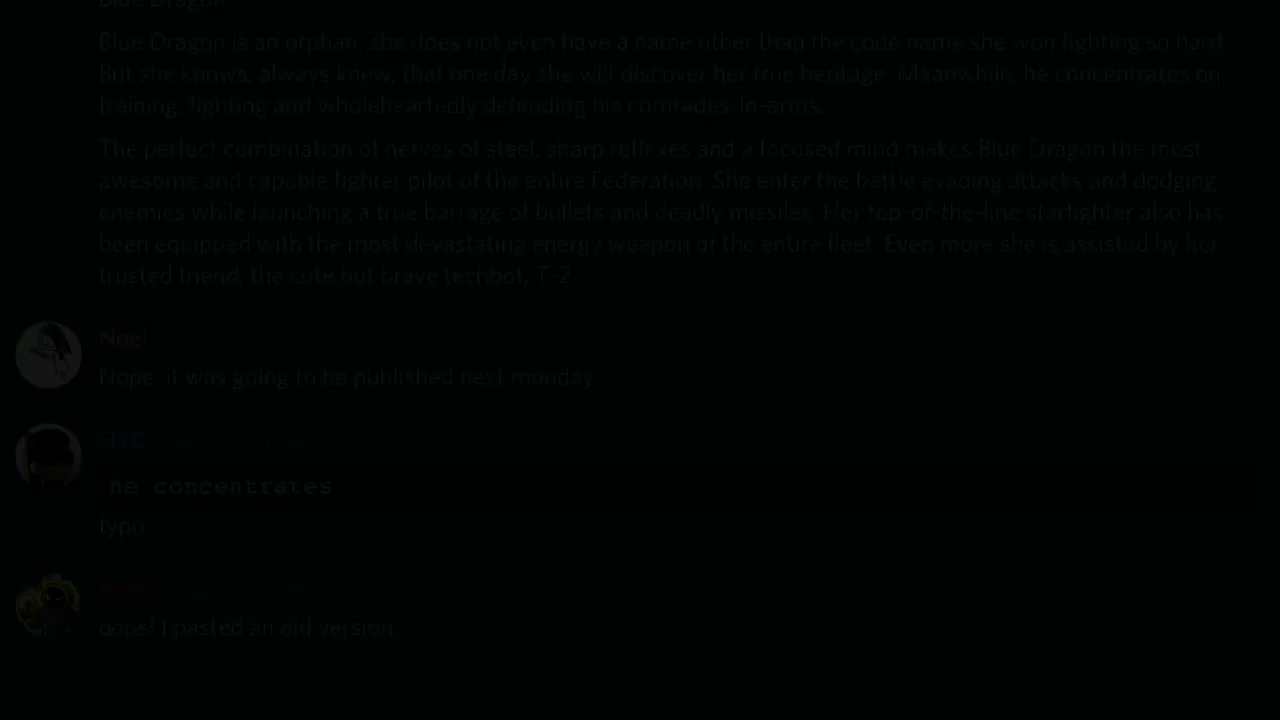 Blue Dragon
Blue Dragon is an orphan, she does not even have a name other than the code name she won fighting so hard.
But she knows, always knew, that one day she will discover her true heritage. Meanwhile, he concentrates on
training, fighting and wholeheartedly defending his comrades-in-arms.
The perfect combination of nerves of steel, sharp reflexes and a focused mind makes Blue Dragon the most
awesome and capable fighter pilot of the entire Federation. She enter the battle evading attacks and dodging
enemies while launching a true barrage of bullets and deadly missiles. Her top-of-the-line starfighter also has
been equipped with the most devastating energy weapon of the entire fleet. Even more she is assisted by her
trusted friend, the cute but brave techbot, T-2.
Noel
Nope, it was going to be published next monday
he concentrates
typo
oops! I pasted an old version...